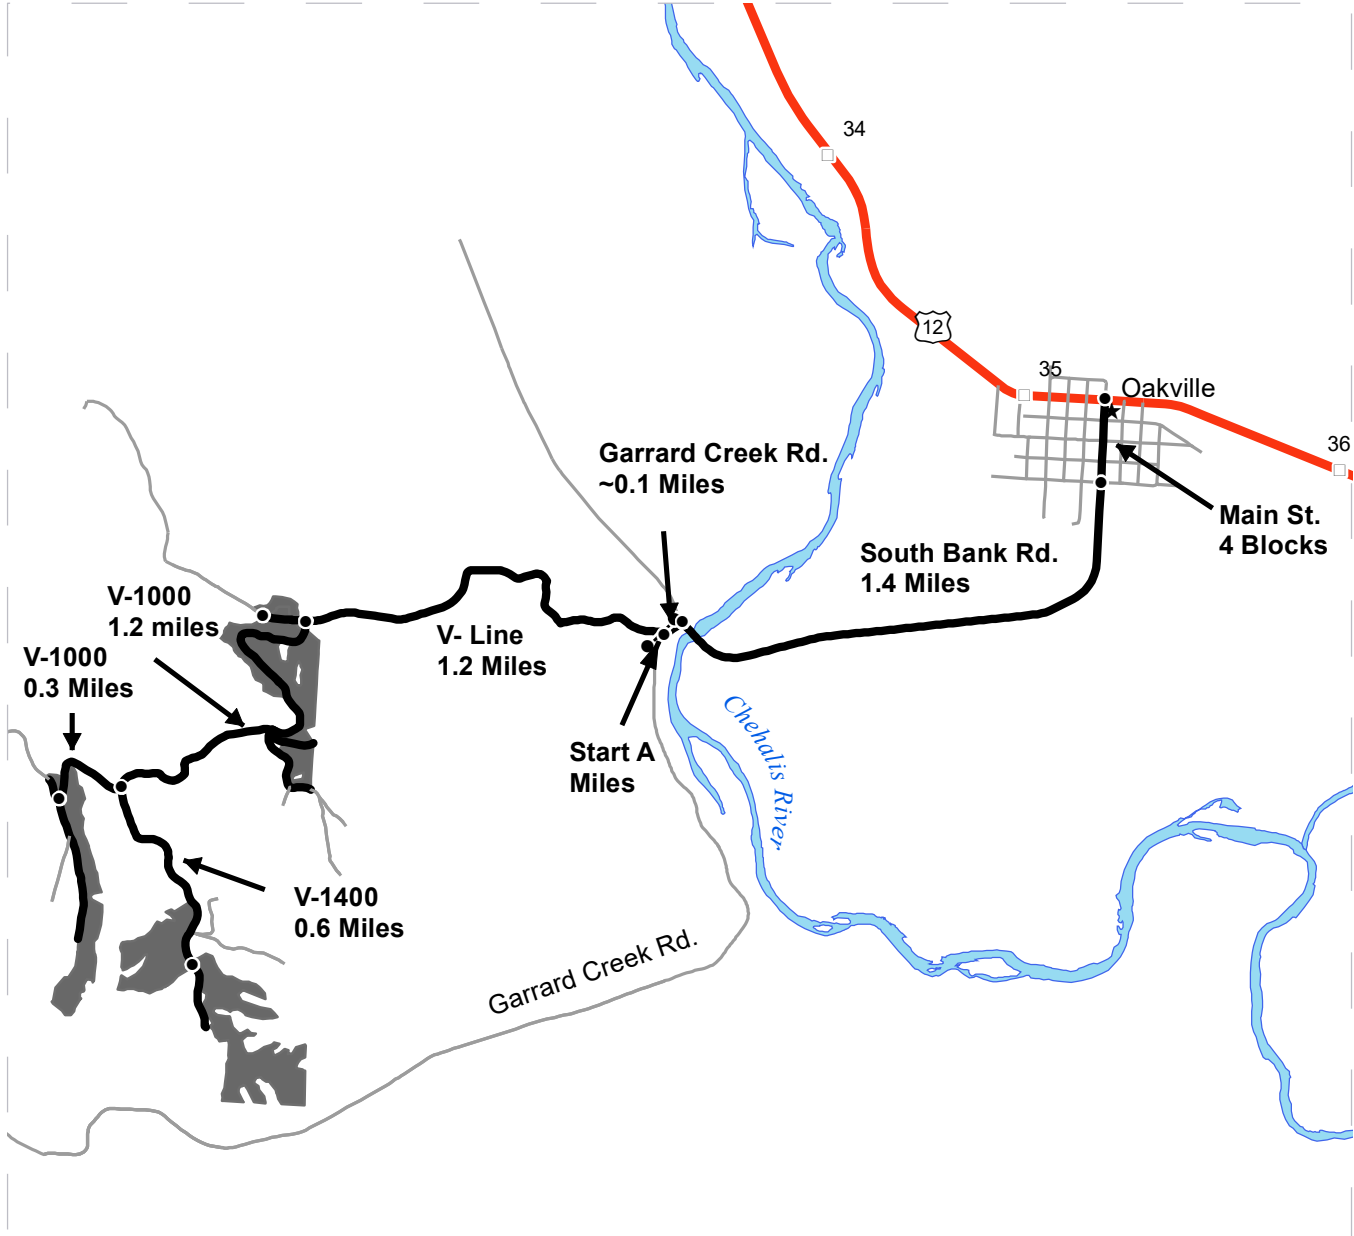 34
12
35
Oakville
36
Garrard Creek Rd.
~0.1 Miles
Main St.
4 Blocks
South Bank Rd.
1.4 Miles
V-1000
1.2 miles
V- Line
1.2 Miles
V-1000
0.3 Miles
Start A
Miles
Chehalis River
V-1400
0.6 Miles
Garrard Creek Rd.